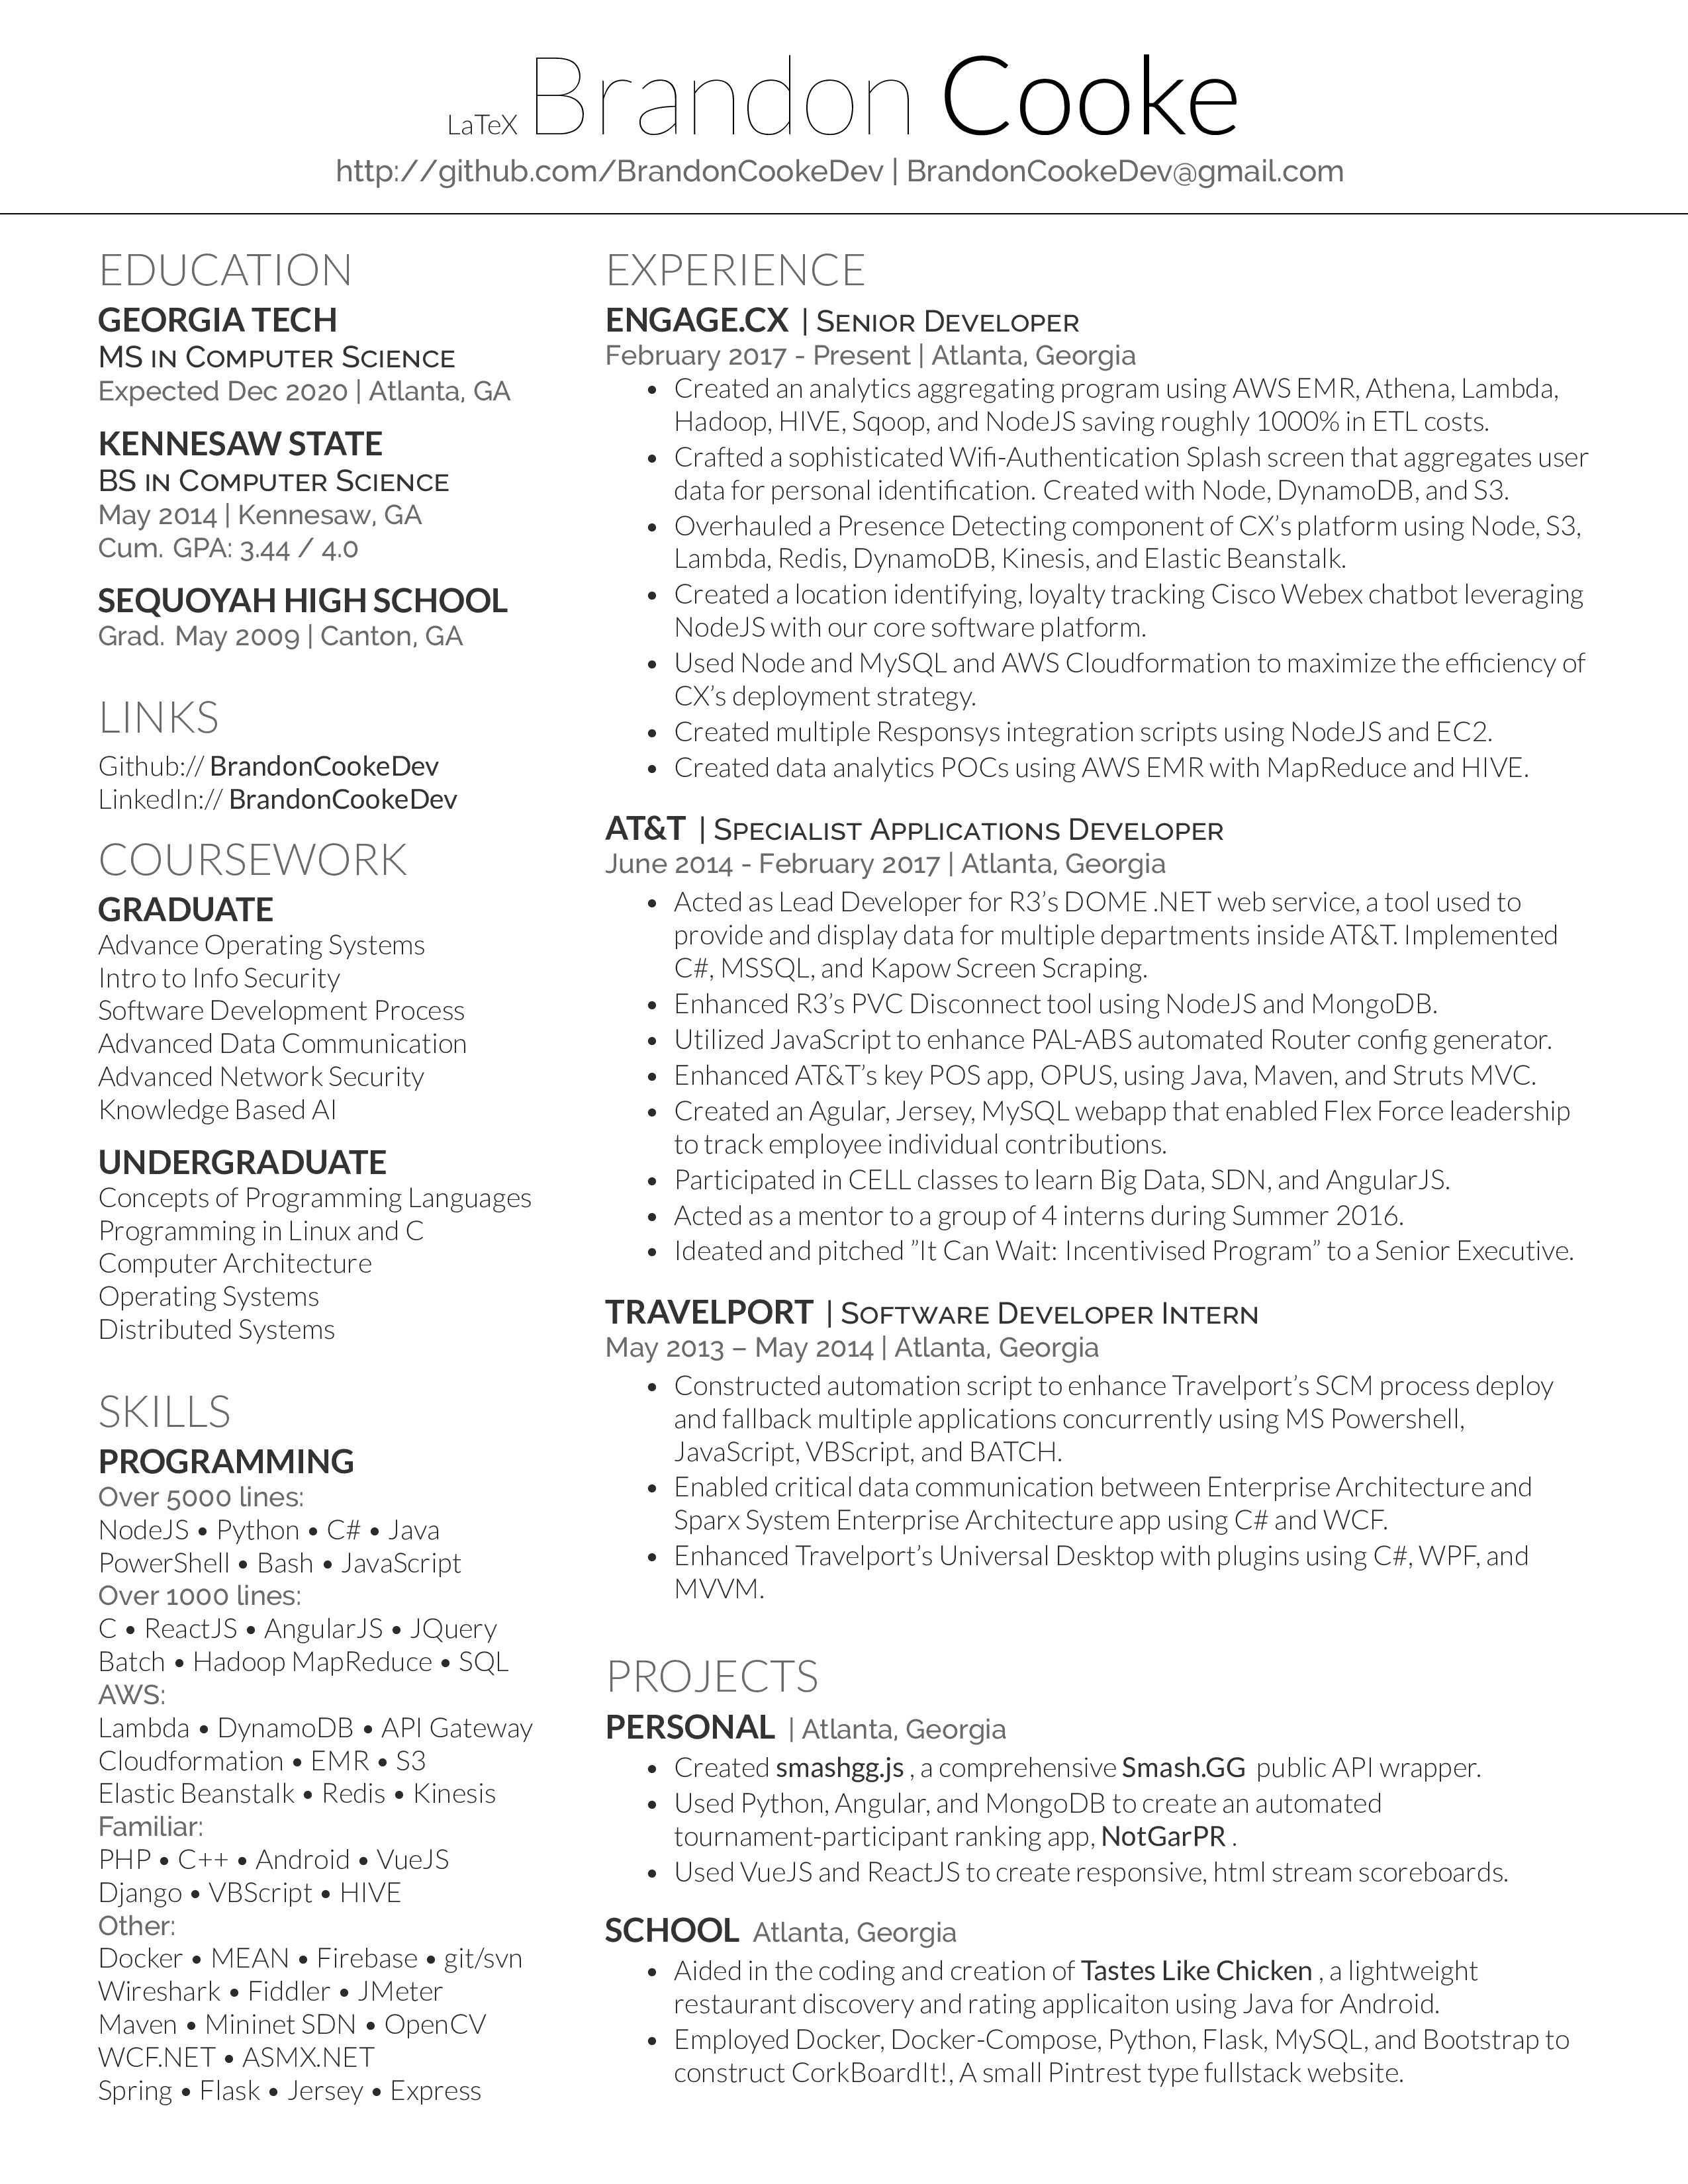 LaTeX Brandon Cooke
http://github.com/BrandonCookeDev | BrandonCookeDev@gmail.com
EDUCATION
GEORGIA TECH
MS IN COMPUTER SCIENCE
Expected Dec 2020 | Atlanta, GA
KENNESAW STATE
BS IN COMPUTER SCIENCE
May 2014 | Kennesaw, GA
Cum. GPA: 3.44 / 4.0
SEQUOYAH HIGH SCHOOL
Grad. May 2009 | Canton, GA
LINKS
Github:// BrandonCookeDev
LinkedIn:// BrandonCookeDev
COURSEWORK
GRADUATE
Advance Operating Systems
Intro to Info Security
Software Development Process
Advanced Data Communication
Advanced Network Security
Knowledge Based AI
UNDERGRADUATE
Concepts of Programming Languages
Programming in Linux and C
Computer Architecture
Operating Systems
Distributed Systems
SKILLS
PROGRAMMING
Over 5000 lines:
NodeJS • Python • C# • Java
PowerShell • Bash • JavaScript
Over 1000 lines:
C • ReactJS • AngularJS • JQuery
Batch • Hadoop MapReduce • SQL
AWS:
Lambda • DynamoDB • API Gateway
Cloudformation • EMR • S3
Elastic Beanstalk • Redis • Kinesis
Familiar:
PHP • C++ • Android • VueJS
Django • VBScript • HIVE
Other:
Docker • MEAN • Firebase • git/svn
Wireshark • Fiddler • JMeter
Maven • Mininet SDN • OpenCV
WCF.NET • ASMX.NET
Spring • Flask • Jersey • Express
EXPERIENCE
ENGAGE.CX | SENIOR DEVELOPER
February 2017 - Present | Atlanta, Georgia
• Created an analytics aggregating program using AWS EMR, Athena, Lambda,
Hadoop, HIVE, Sqoop, and NodeJS saving roughly 1000% in ETL costs.
• Crafted a sophisticated Wifi-Authentication Splash screen that aggregates user
data for personal identification. Created with Node, DynamoDB, and S3.
• Overhauled a Presence Detecting component of CX's platform using Node, S3,
Lambda, Redis, DynamoDB, Kinesis, and Elastic Beanstalk.
• Created a location identifying, loyalty tracking Cisco Webex chatbot leveraging
NodeJS with our core software platform.
• Used Node and MySQL and AWS Cloudformation to maximize the efficiency of
CX's deployment strategy.
• Created multiple Responsys integration scripts using NodeJS and EC2.
• Created data analytics POCs using AWS EMR with MapReduce and HIVE.
AT&T | SPECIALIST APPLICATIONS DEVELOPER
June 2014 - February 2017 | Atlanta, Georgia
• Acted as Lead Developer for R3's DOME .NET web service, a tool used to
provide and display data for multiple departments inside AT&T. Implemented
C#, MSSQL, and Kapow Screen Scraping.
• Enhanced R3's PVC Disconnect tool using NodeJS and MongoDB.
• Utilized JavaScript to enhance PAL-ABS automated Router config generator.
• Enhanced AT&T's key POS app, OPUS, using Java, Maven, and Struts MVC.
• Created an Agular, Jersey, MySQL webapp that enabled Flex Force leadership
to track employee individual contributions.
• Participated in CELL classes to learn Big Data, SDN, and AngularJS.
• Acted as a mentor to a group of 4 interns during Summer 2016.
• Ideated and pitched ”It Can Wait: Incentivised Program” to a Senior Executive.
TRAVELPORT | SOFTWARE DEVELOPER INTERN
May 2013 – May 2014 | Atlanta, Georgia
• Constructed automation script to enhance Travelport's SCM process deploy
and fallback multiple applications concurrently using MS Powershell,
JavaScript, VBScript, and BATCH.
• Enabled critical data communication between Enterprise Architecture and
Sparx System Enterprise Architecture app using C# and WCF.
• Enhanced Travelport's Universal Desktop with plugins using C#, WPF, and
MVVM.
PROJECTS
PERSONAL | Atlanta, Georgia
• Created smashgg.js , a comprehensive Smash.GG public API wrapper.
• Used Python, Angular, and MongoDB to create an automated
tournament-participant ranking app, NotGarPR .
• Used VueJS and ReactJS to create responsive, html stream scoreboards.
SCHOOL Atlanta, Georgia
• Aided in the coding and creation of Tastes Like Chicken , a lightweight
restaurant discovery and rating applicaiton using Java for Android.
• Employed Docker, Docker-Compose, Python, Flask, MySQL, and Bootstrap to
construct CorkBoardIt!, A small Pintrest type fullstack website.